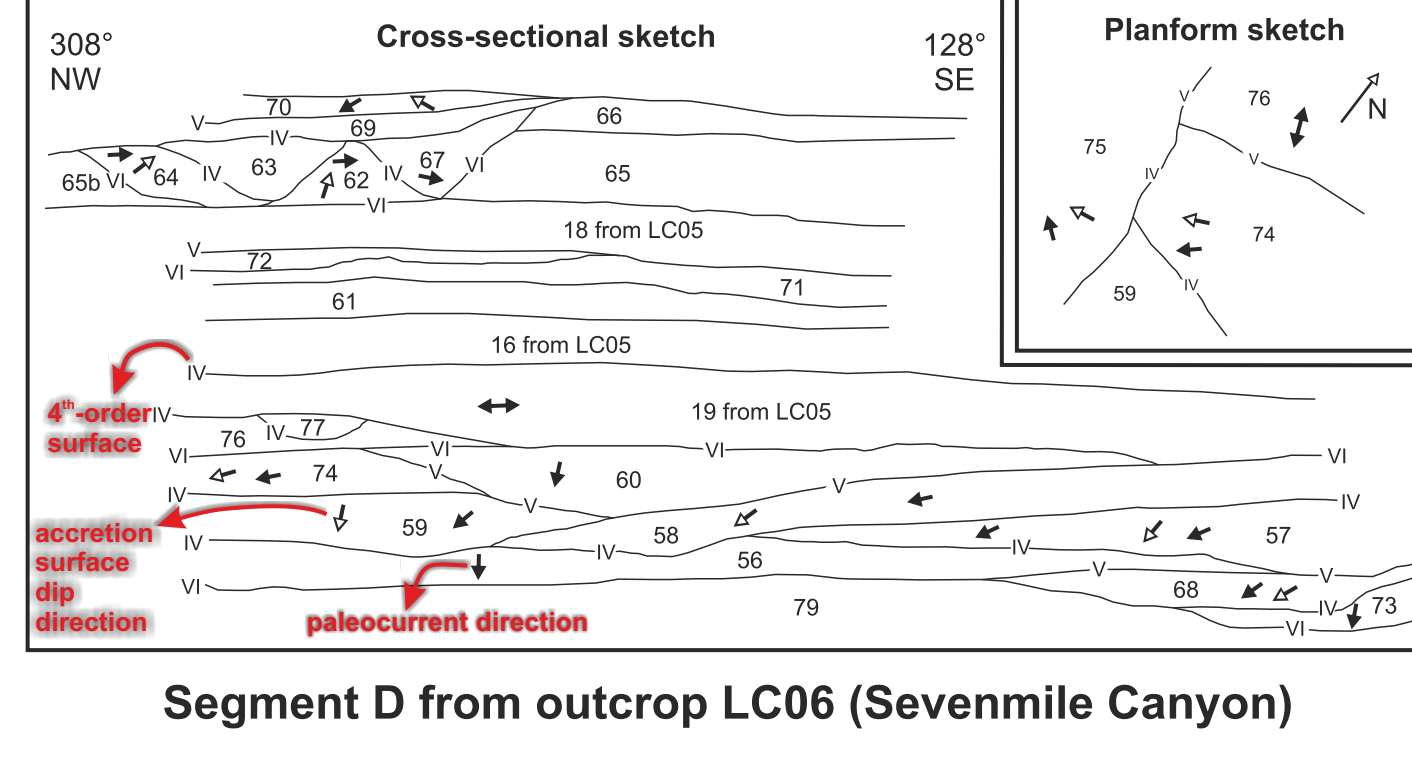 Cross-sectional sketch
308°
NW
128°
SE
70
V
66
69
IV
63
67
VI
IV
IV
65b
VI
64
62
65
VI
18 from LC05
V
72
VI
71
61
16 from LC05
IV
4th-order
surface
IV
19 from LC05
IV
77
76
VI
VI
VI
VI
74
V
60
V
IV
V
IV
59
58
57
accretion
surface
dip
direction
IV
IV
IV
56
V
V
VI
68
79
IV
73
VI
paleocurrent direction
Planform sketch
V
76
N
75
V
IV
74
59
IV
Segment D from outcrop LC06 (Sevenmile Canyon)